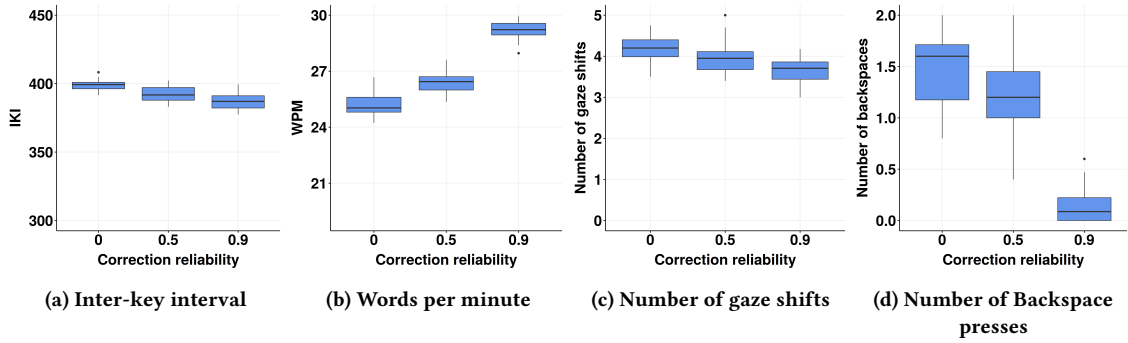 450
400
350
300
IKI
0 0.5 0.9
Correction reliability
(a) Inter-key interval
30
27
24
21
WPM
0 0.5 0.9
Correction reliability
(b) Words per minute
5
4
3
2
1
0
Number of gaze shifts
0 0.5 0.9
Correction reliability
(c) Number of gaze shifts
2.0
1.5
1.0
0.5
0.0
Number of backspaces
0 0.5 0.9
Correction reliability
(d) Number of Backspace
presses